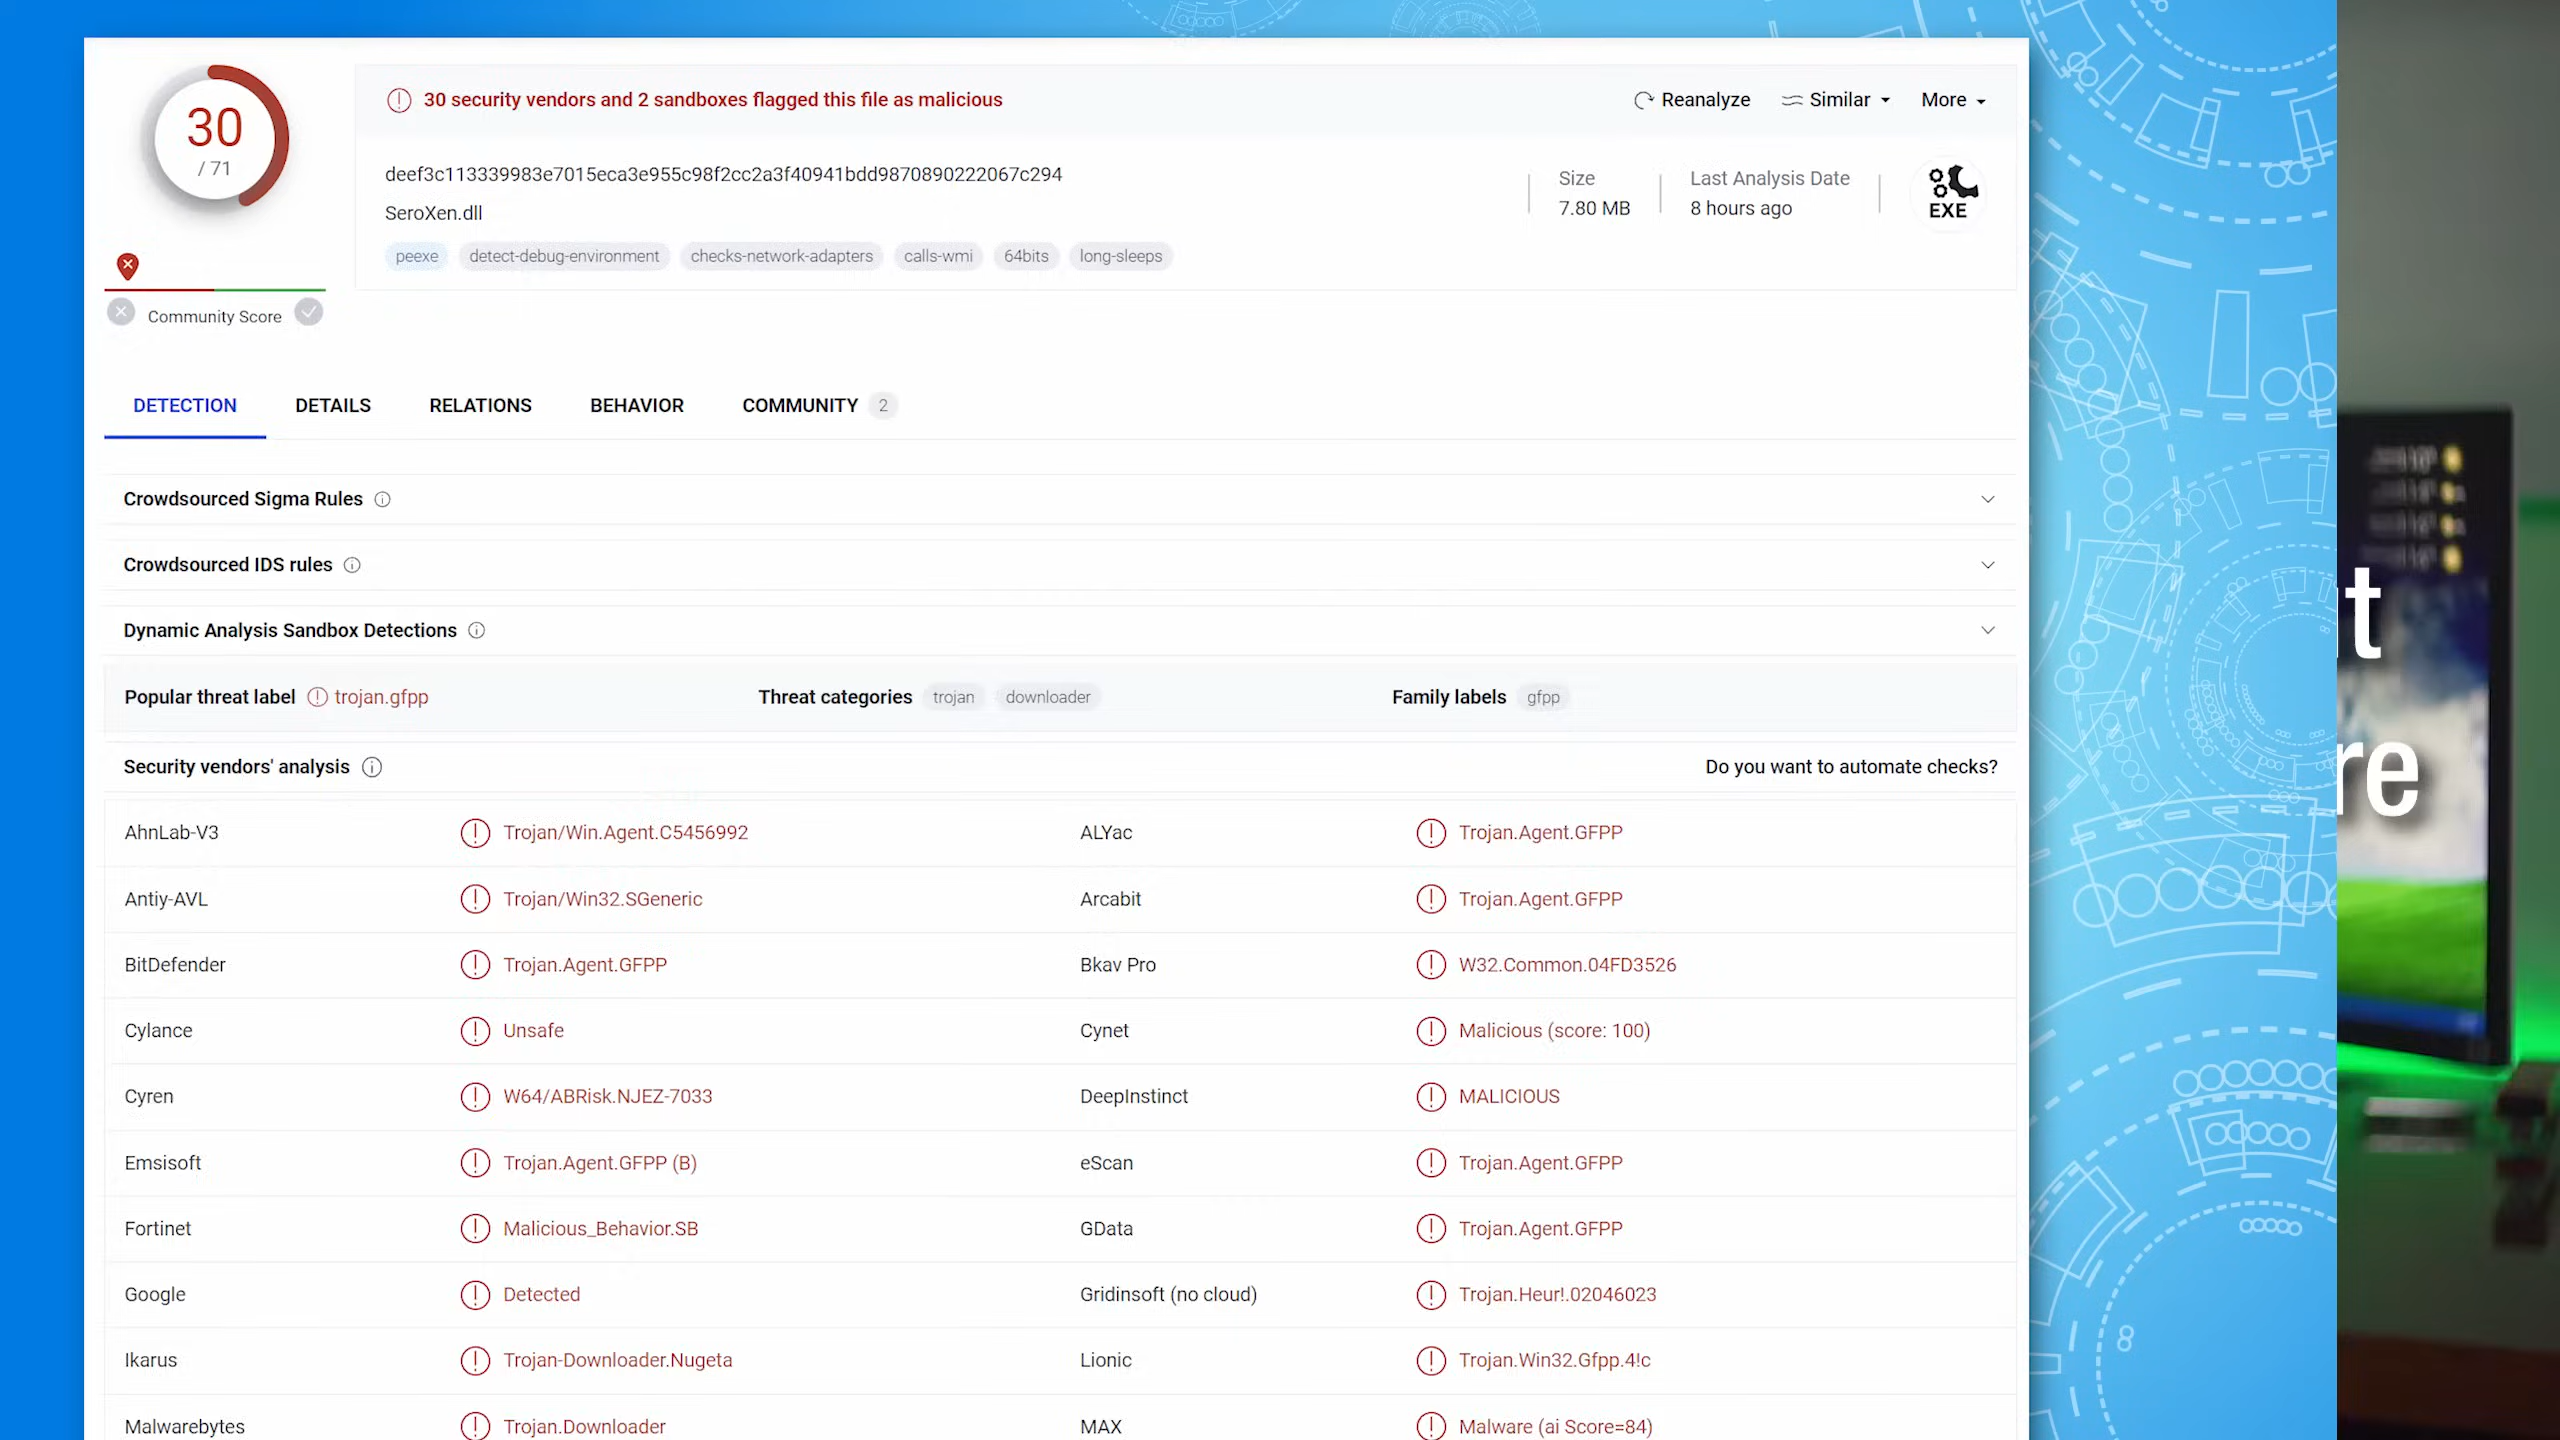 30
/ 71
Community Score
30 security vendors and 2 sandboxes flagged this file as malicious
Reanalyze
Similar
More
deef3c113339983e7015eca3e955c98f2cc2a3f40941bdd9870890222067c294
SeroXen.dll
peexe detect-debug-environment checks-network-adapters calls-wmi 64bits long-sleeps
Size
7.80 MB
Last Analysis Date
8 hours ago
EXE
DETECTION DETAILS RELATIONS BEHAVIOR COMMUNITY 2
Crowdsourced Sigma Rules
Crowdsourced IDS rules
Dynamic Analysis Sandbox Detections
Popular threat label trojan.gfpp Threat categories trojan downloader Family labels gfpp
Security vendors' analysis Do you want to automate checks?
AhnLab-V3 Trojan/Win.Agent.C5456992 ALYac Trojan.Agent.GFPP
Antiy-AVL Trojan/Win32.SGeneric Arcabit Trojan.Agent.GFPP
BitDefender Trojan.Agent.GFPP Bkav Pro W32.Common.04FD3526
Cylance Unsafe Cynet Malicious (score: 100)
Cyren W64/ABRisk.NJEZ-7033 DeepInstinct MALICIOUS
Emsisoft Trojan.Agent.GFPP (B) eScan Trojan.Agent.GFPP
Fortinet Malicious_Behavior.SB GData Trojan.Agent.GFPP
Google Detected Gridinsoft (no cloud) Trojan.Heur!.02046023
Ikarus Trojan-Downloader.Nugeta Lionic Trojan.Win32.Gfpp.4!c
Malwarebytes Trojan.Downloader MAX Malware (ai Score=84)